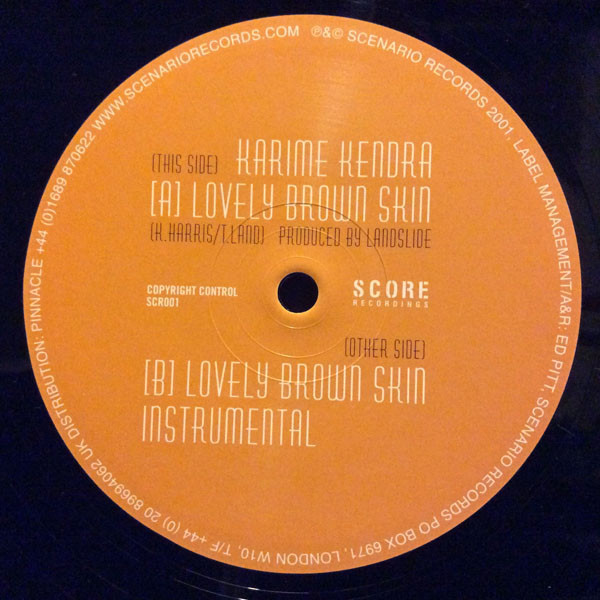 (THIS SIDE) KARIME KENDRA
[A] LOVELY BROWN SKIN
(K.HARRIS/T.LAND) PRODUCED BY LANDSLIDE
COPYRIGHT CONTROL
SCR001
SCORE
RECORDINGS
(OTHER SIDE)
[B] LOVELY BROWN SKIN
INSTRUMENTAL
℗&© SCENARIO RECORDS 2001. LABEL MANAGEMENT/A&R: ED PITT, SCENARIO RECORDS PO BOX 6971, LONDON W10, T/F +44 (0) 20 89694062 UK DISTRIBUTION: PINNACLE +44 (0)1689 870622 WWW.SCENARIORECORDS.COM